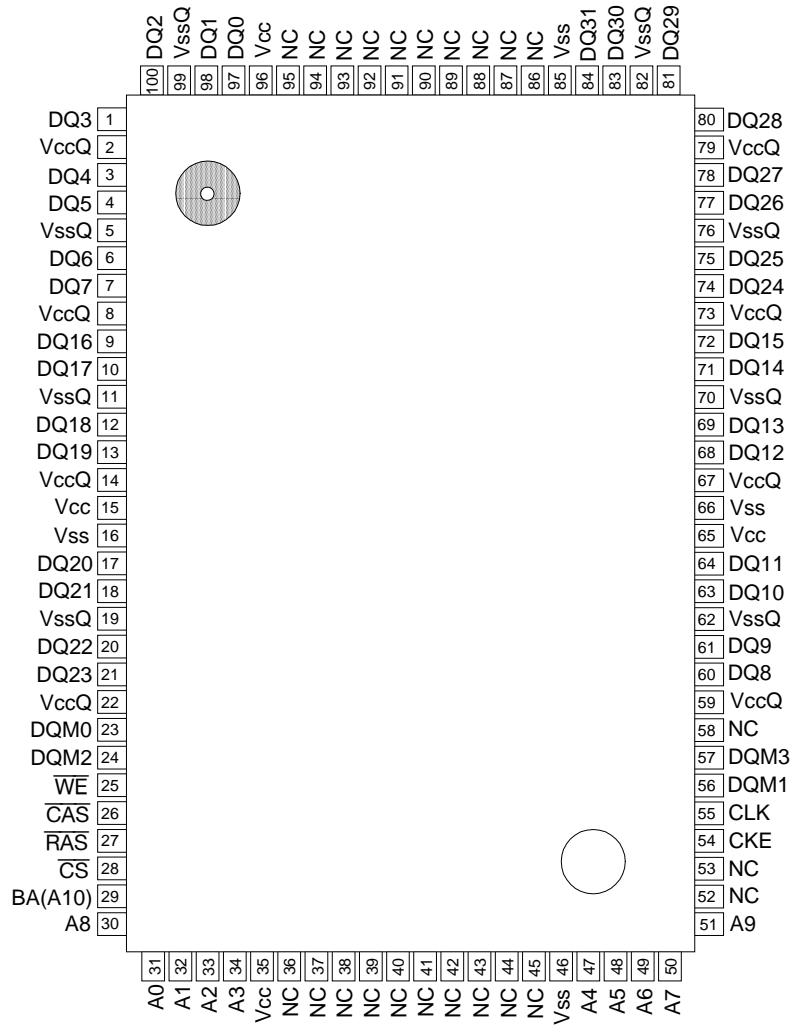 DQ2 VssQ DQ1 DQ0 Vcc NC NC NC NC NC NC NC NC NC NC Vss DQ31 DQ30 VssQ DQ29
100 99 98 97 96 95 94 93 92 91 90 89 88 87 86 85 84 83 82 81
DQ3 1 80 DQ28
VccQ 2 79 VccQ
DQ4 3 78 DQ27
DQ5 4 77 DQ26
VssQ 5 76 VssQ
DQ6 6 75 DQ25
DQ7 7 74 DQ24
VccQ 8 73 VccQ
DQ16 9 72 DQ15
DQ17 10 71 DQ14
VssQ 11 70 VssQ
DQ18 12 69 DQ13
DQ19 13 68 DQ12
VccQ 14 67 VccQ
Vcc 15 66 Vss
Vss 16 65 Vcc
DQ20 17 64 DQ11
DQ21 18 63 DQ10
VssQ 19 62 VssQ
DQ22 20 61 DQ9
DQ23 21 60 DQ8
VccQ 22 59 VccQ
DQM0 23 58 NC
DQM2 24 57 DQM3
WE 25 56 DQM1
CAS 26 55 CLK
RAS 27 54 CKE
CS 28 53 NC
BA(A10) 29 52 NC
A8 30 51 A9
31 32 33 34 35 36 37 38 39 40 41 42 43 44 45 46 47 48 49 50
A0 A1 A2 A3 Vcc NC NC NC NC NC NC NC NC NC NC Vss A4 A5 A6 A7